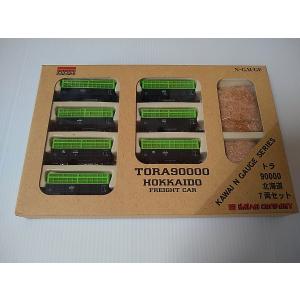 N-GAUGE
TORA90000
HOKKAIDO
FREIGHT CAR
KAWAI N GAUGE SERIES
トラ
90000
北海道
7両セット